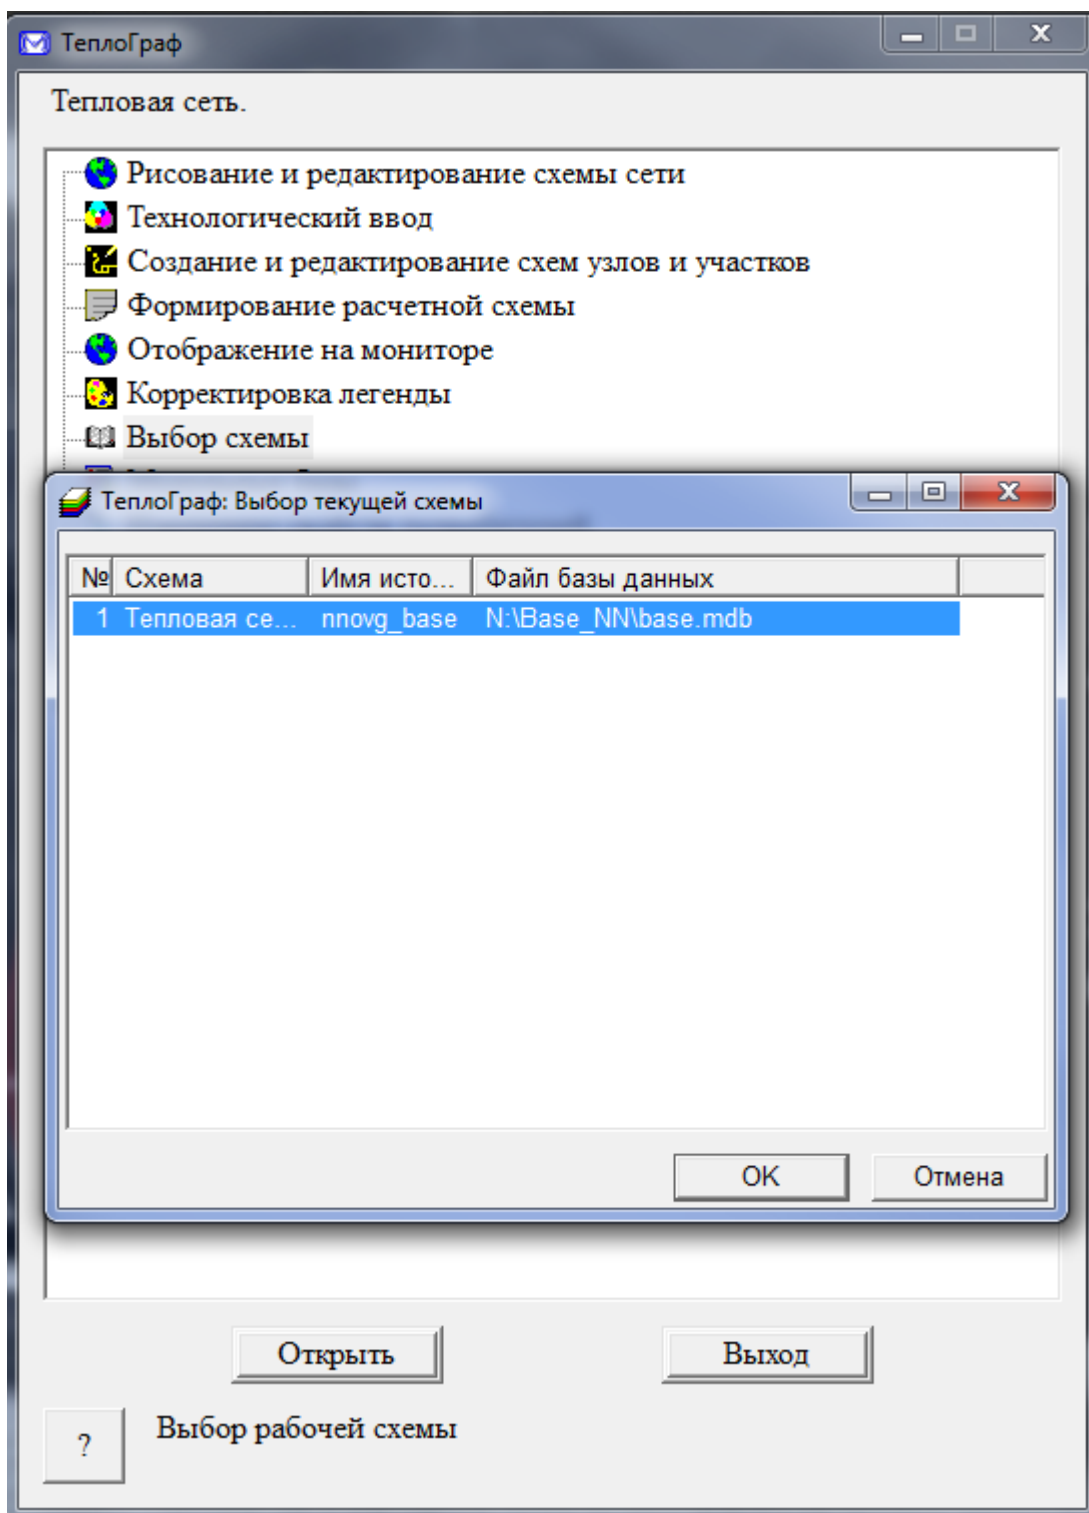 ТеплоГраф
Тепловая сеть.
Рисование и редактирование схемы сети
Технологический ввод
Создание и редактирование схем узлов и участков
Формирование расчетной схемы
Отображение на мониторе
Корректировка легенды
Выбор схемы
ТеплоГраф: Выбор текущей схемы
№ Схема Имя исто... Файл базы данных
1 Тепловая се... nnovg_base N:\Base_NN\base.mdb
OK Отмена
Открыть Выход
? Выбор рабочей схемы